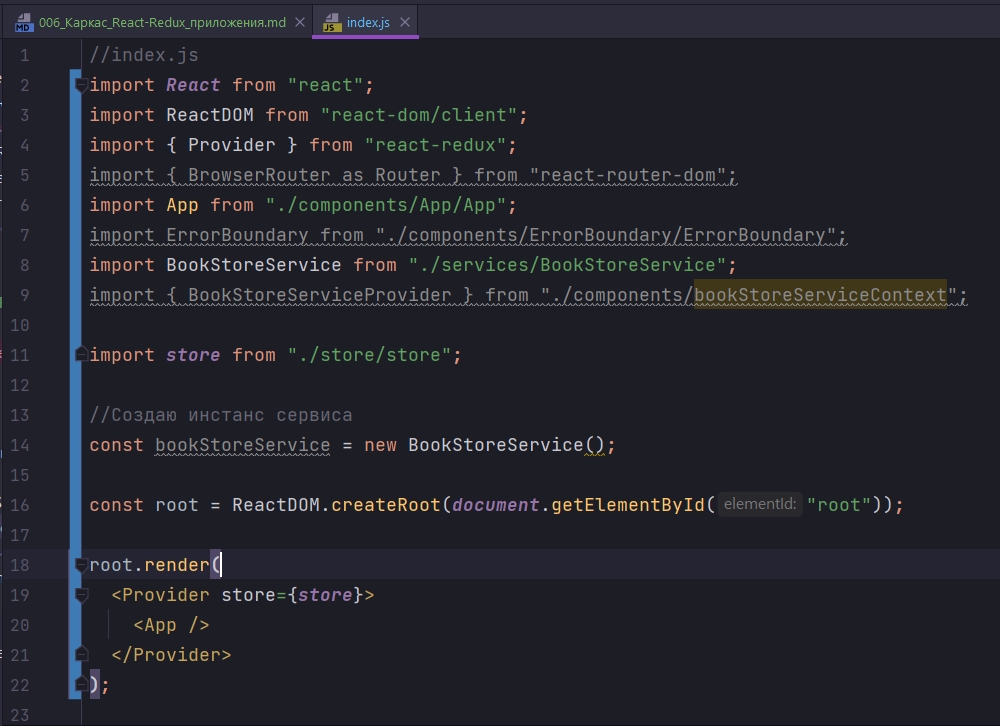 006_Каркас_React-Redux_приложения.md
index.js
1 //index.js
2 import React from "react";
3 import ReactDOM from "react-dom/client";
4 import { Provider } from "react-redux";
5 import { BrowserRouter as Router } from "react-router-dom";
6 import App from "./components/App/App";
7 import ErrorBoundary from "./components/ErrorBoundary/ErrorBoundary";
8 import BookStoreService from "./services/BookStoreService";
9 import { BookStoreServiceProvider } from "./components/bookStoreServiceContext";
10
11 import store from "./store/store";
12
13 //Создаю инстанс сервиса
14 const bookStoreService = new BookStoreService();
15
16 const root = ReactDOM.createRoot(document.getElementById( elementId: "root"));
17
18 root.render(
19 <Provider store={store}>
20 <App />
21 </Provider>
22 );
23